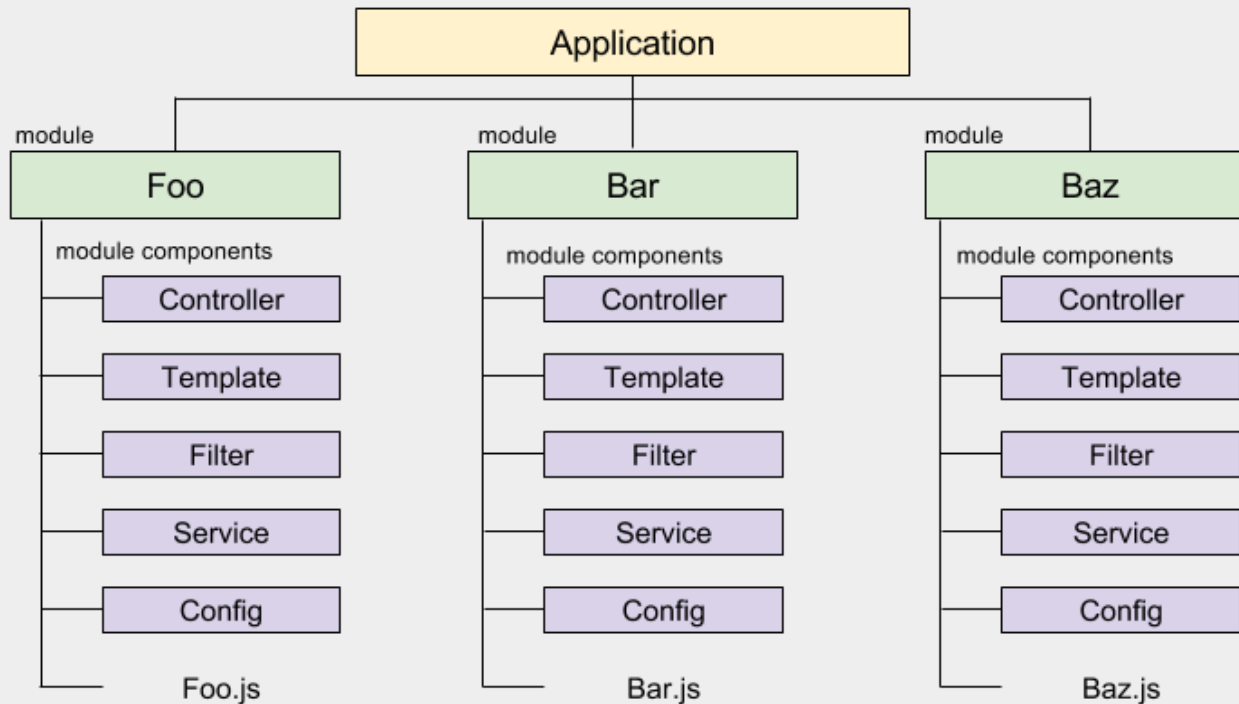 Application
module
Foo
module components
Controller
Template
Filter
Service
Config
Foo.js
module
Bar
module components
Controller
Template
Filter
Service
Config
Bar.js
module
Baz
module components
Controller
Template
Filter
Service
Config
Baz.js